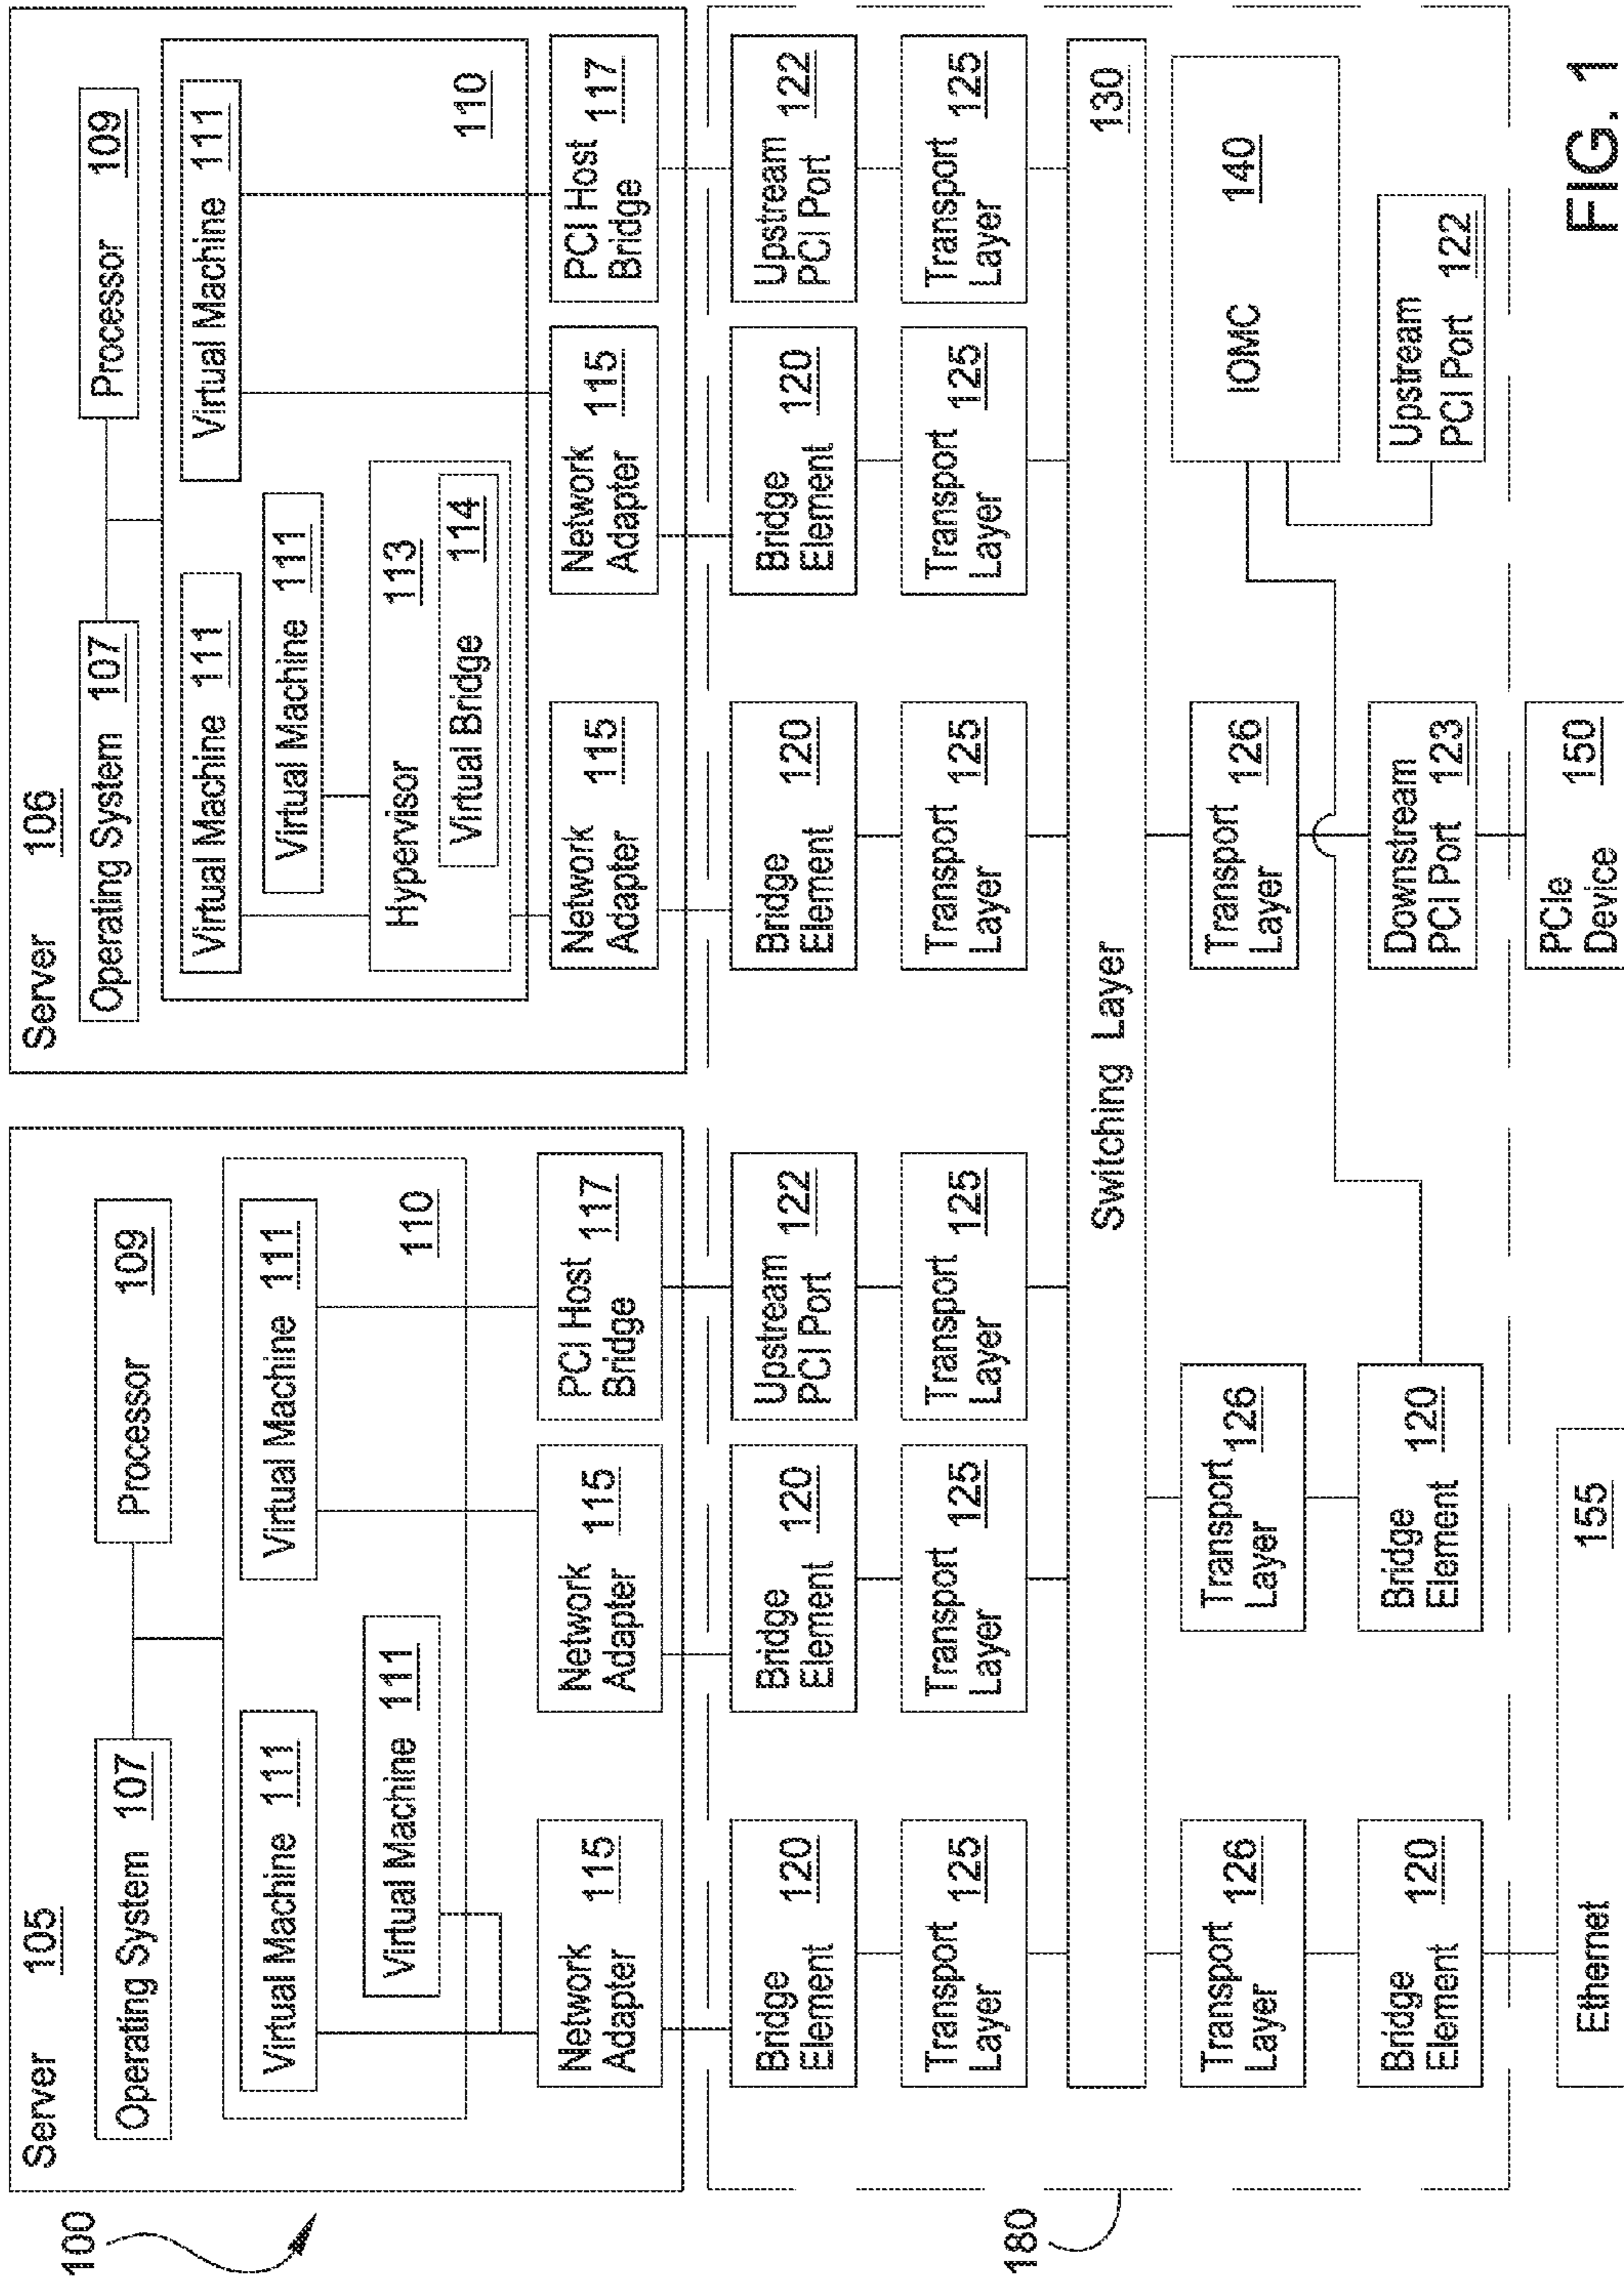 100
Server 105
Operating System 107
Processor 109
Virtual Machine 111
Virtual Machine 111
Virtual Machine 111
110
Network
Adapter 115
Network
Adapter 115
PCI Host
Bridge 117
Server 106
Operating System 107
Processor 109
Virtual Machine 111
Virtual Machine 111
Virtual Machine 111
Hypervisor 113
Virtual Bridge 114
110
Network
Adapter 115
Network
Adapter 115
PCI Host
Bridge 117
180
Bridge
Element 120
Bridge
Element 120
Upstream
PCI Port 122
Bridge
Element 120
Bridge
Element 120
Upstream
PCI Port 122
Transport
Layer 125
Transport
Layer 125
Transport
Layer 125
Transport
Layer 125
Transport
Layer 125
Transport
Layer 125
Switching Layer 130
Transport
Layer 126
Transport
Layer 126
Transport
Layer 126
IOMC 140
Bridge
Element 120
Bridge
Element 120
Downstream
PCI Port 123
Upstream
PCI Port 122
Ethernet 155
PCIe
Device 150
FIG. 1